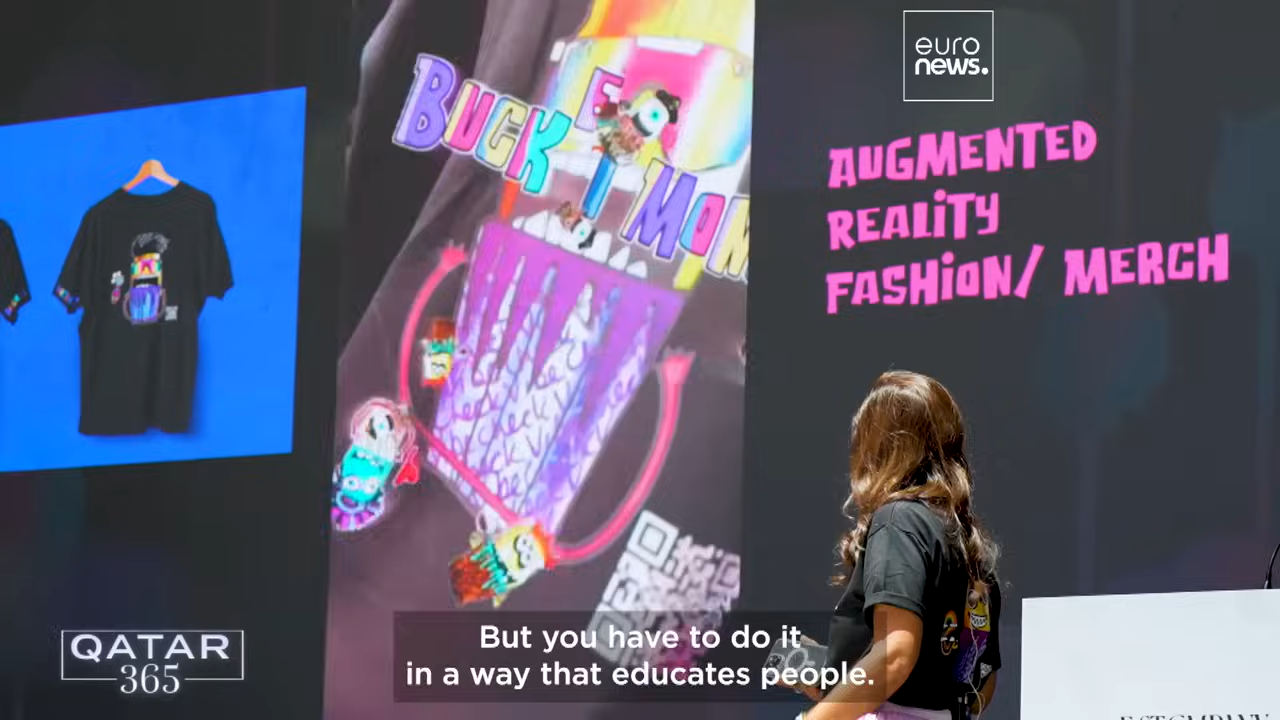 euro
news.
AUGMENTED
REALITY
FASHION/ MERCH
BUCK
MON
But you have to do it
in a way that educates people.
QATAR
365